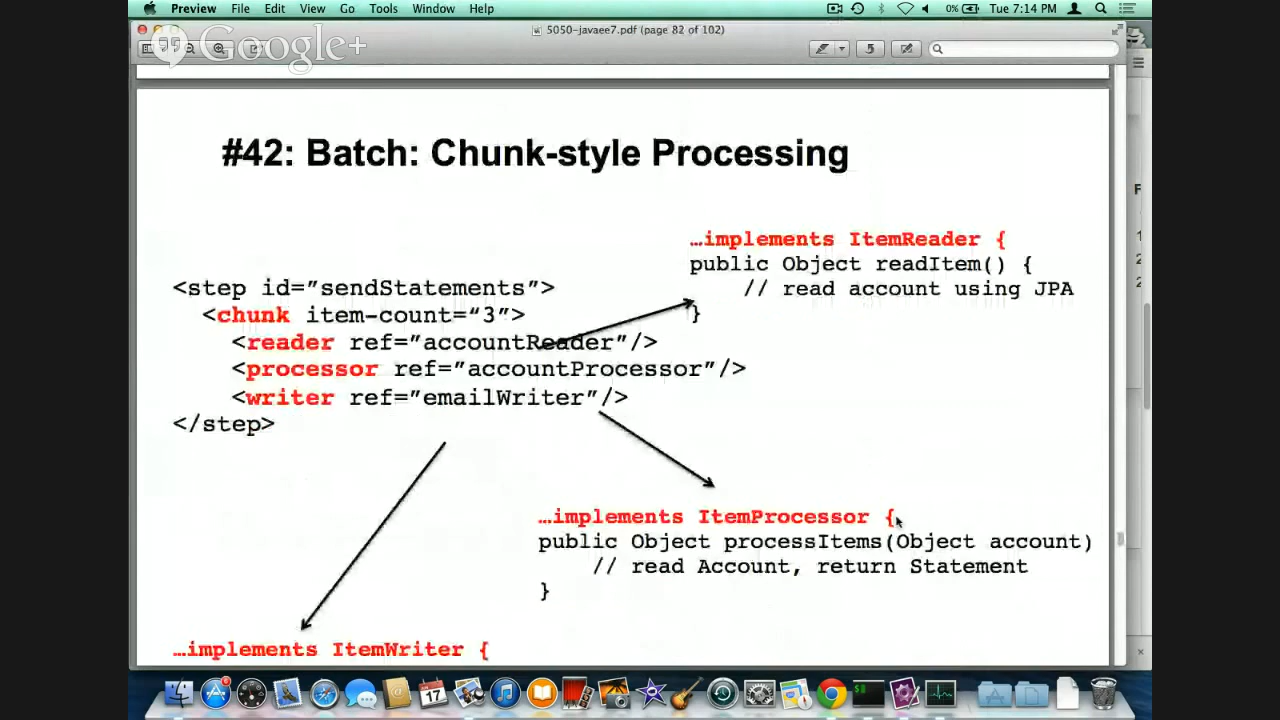 Preview File Edit View Go Tools Window Help
0% Tue 7:14 PM
5050-javaee7.pdf (page 82 of 102)
Google+
#42: Batch: Chunk-style Processing
…implements ItemReader {
public Object readItem() {
// read account using JPA
}
<step id=”sendStatements”>
<chunk item-count=“3”>
<reader ref=”accountReader”/>
<processor ref=”accountProcessor”/>
<writer ref=”emailWriter”/>
</step>
…implements ItemProcessor {
public Object processItems(Object account)
// read Account, return Statement
}
…implements ItemWriter {
17